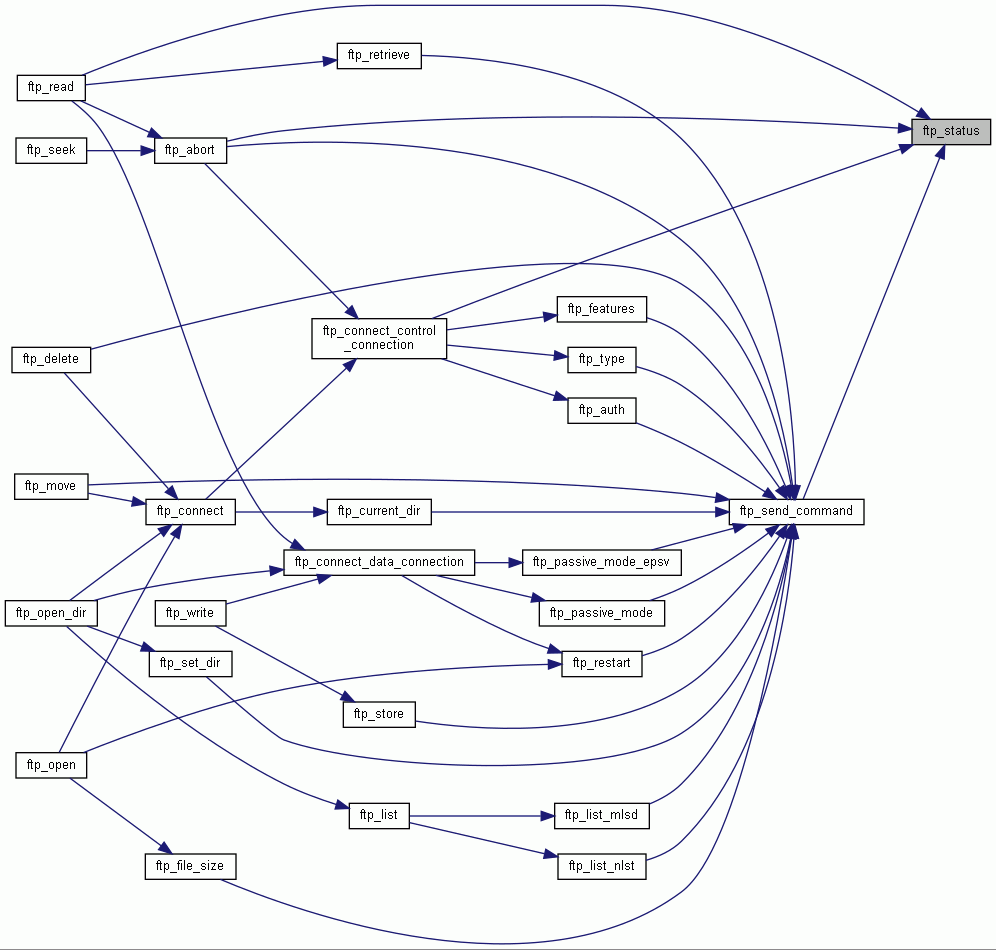 ftp_retrieve
ftp_read
ftp_status
ftp_seek
ftp_abort
ftp_features
ftp_connect_control
_connection
ftp_delete
ftp_type
ftp_auth
ftp_move
ftp_connect
ftp_current_dir
ftp_send_command
ftp_connect_data_connection
ftp_passive_mode_epsv
ftp_open_dir
ftp_write
ftp_passive_mode
ftp_set_dir
ftp_restart
ftp_store
ftp_open
ftp_list
ftp_list_mlsd
ftp_file_size
ftp_list_nlst